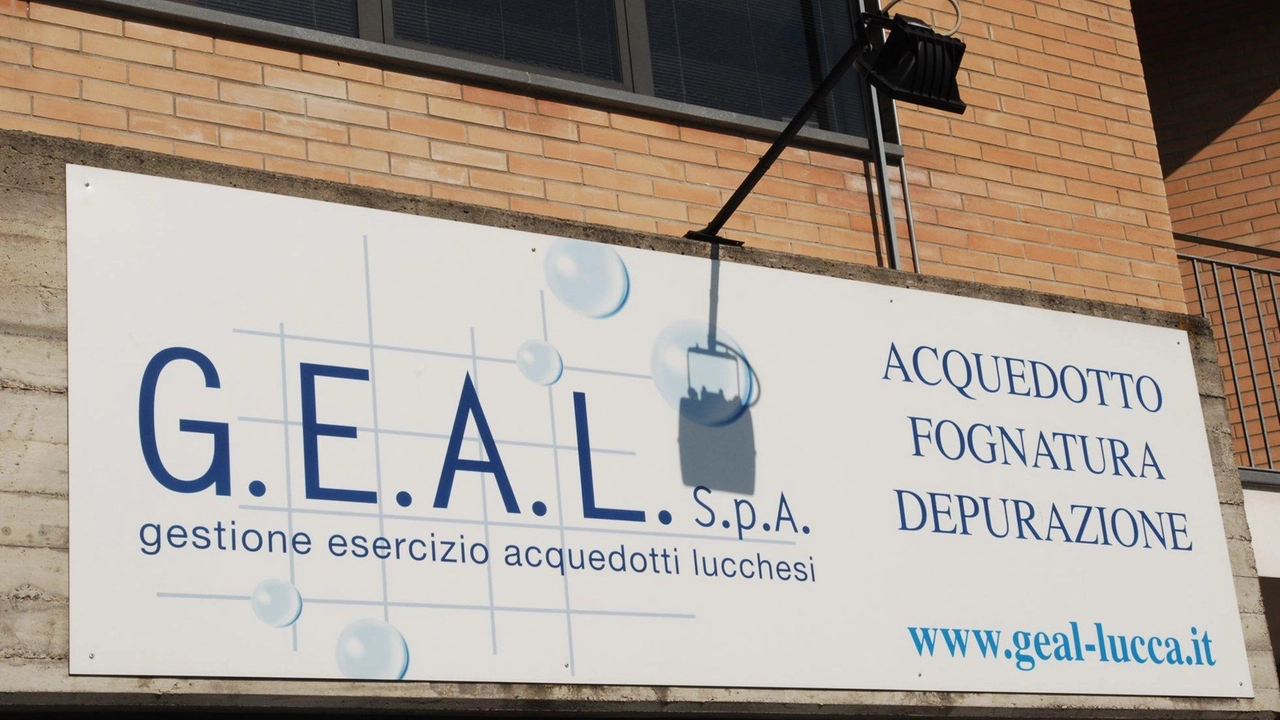 G.E.A.L. S.p.A.
gestione esercizio acquedotti lucchesi
ACQUEDOTTO
FOGNATURA
DEPURAZIONE
www.geal-lucca.it